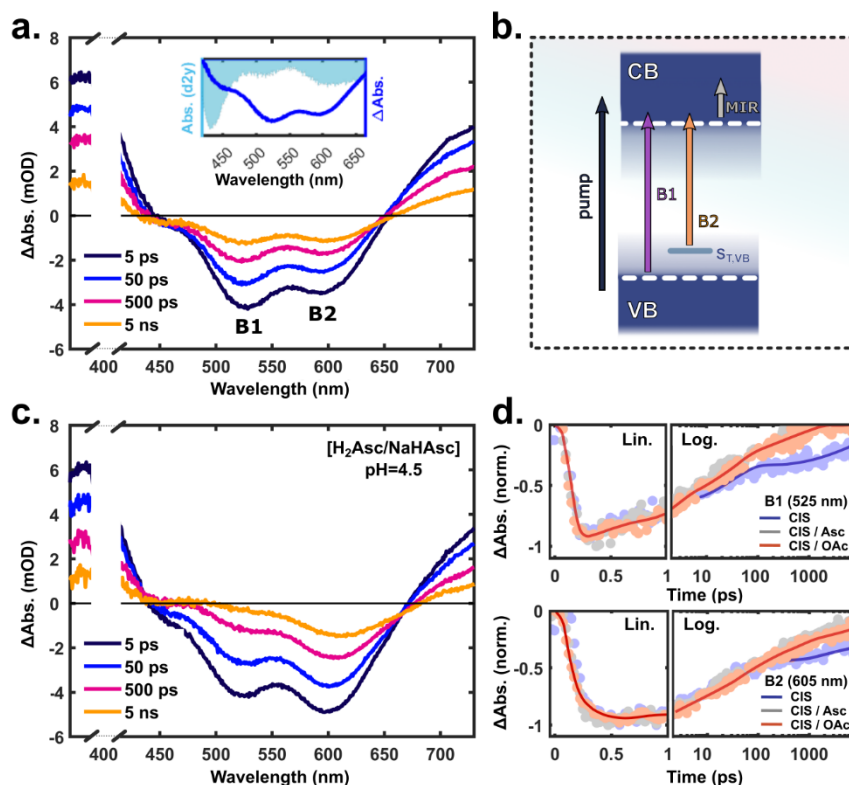 a.
8
6
4
2
0
-2
-4
-6
ΔAbs. (mOD)
Abs. (d2y)
ΔAbs.
450 500 550 600 650
Wavelength (nm)
5 ps
50 ps
500 ps
5 ns
B1
B2
400 450 500 550 600 650 700
Wavelength (nm)
b.
CB
MIR
pump
B1
B2
S_T,VB
VB
c.
8
6
4
2
0
-2
-4
-6
ΔAbs. (mOD)
[H₂Asc/NaHAsc]
pH=4.5
5 ps
50 ps
500 ps
5 ns
400 450 500 550 600 650 700
Wavelength (nm)
d.
0
-0.5
-1
ΔAbs. (norm.)
Lin.
Log.
B1 (525 nm)
CIS
CIS / Asc
CIS / OAc
0 0.5 1 10 100 1000
Time (ps)
0
-0.5
-1
ΔAbs. (norm.)
Lin.
Log.
B2 (605 nm)
CIS
CIS / Asc
CIS / OAc
0 0.5 1 10 100 1000
Time (ps)